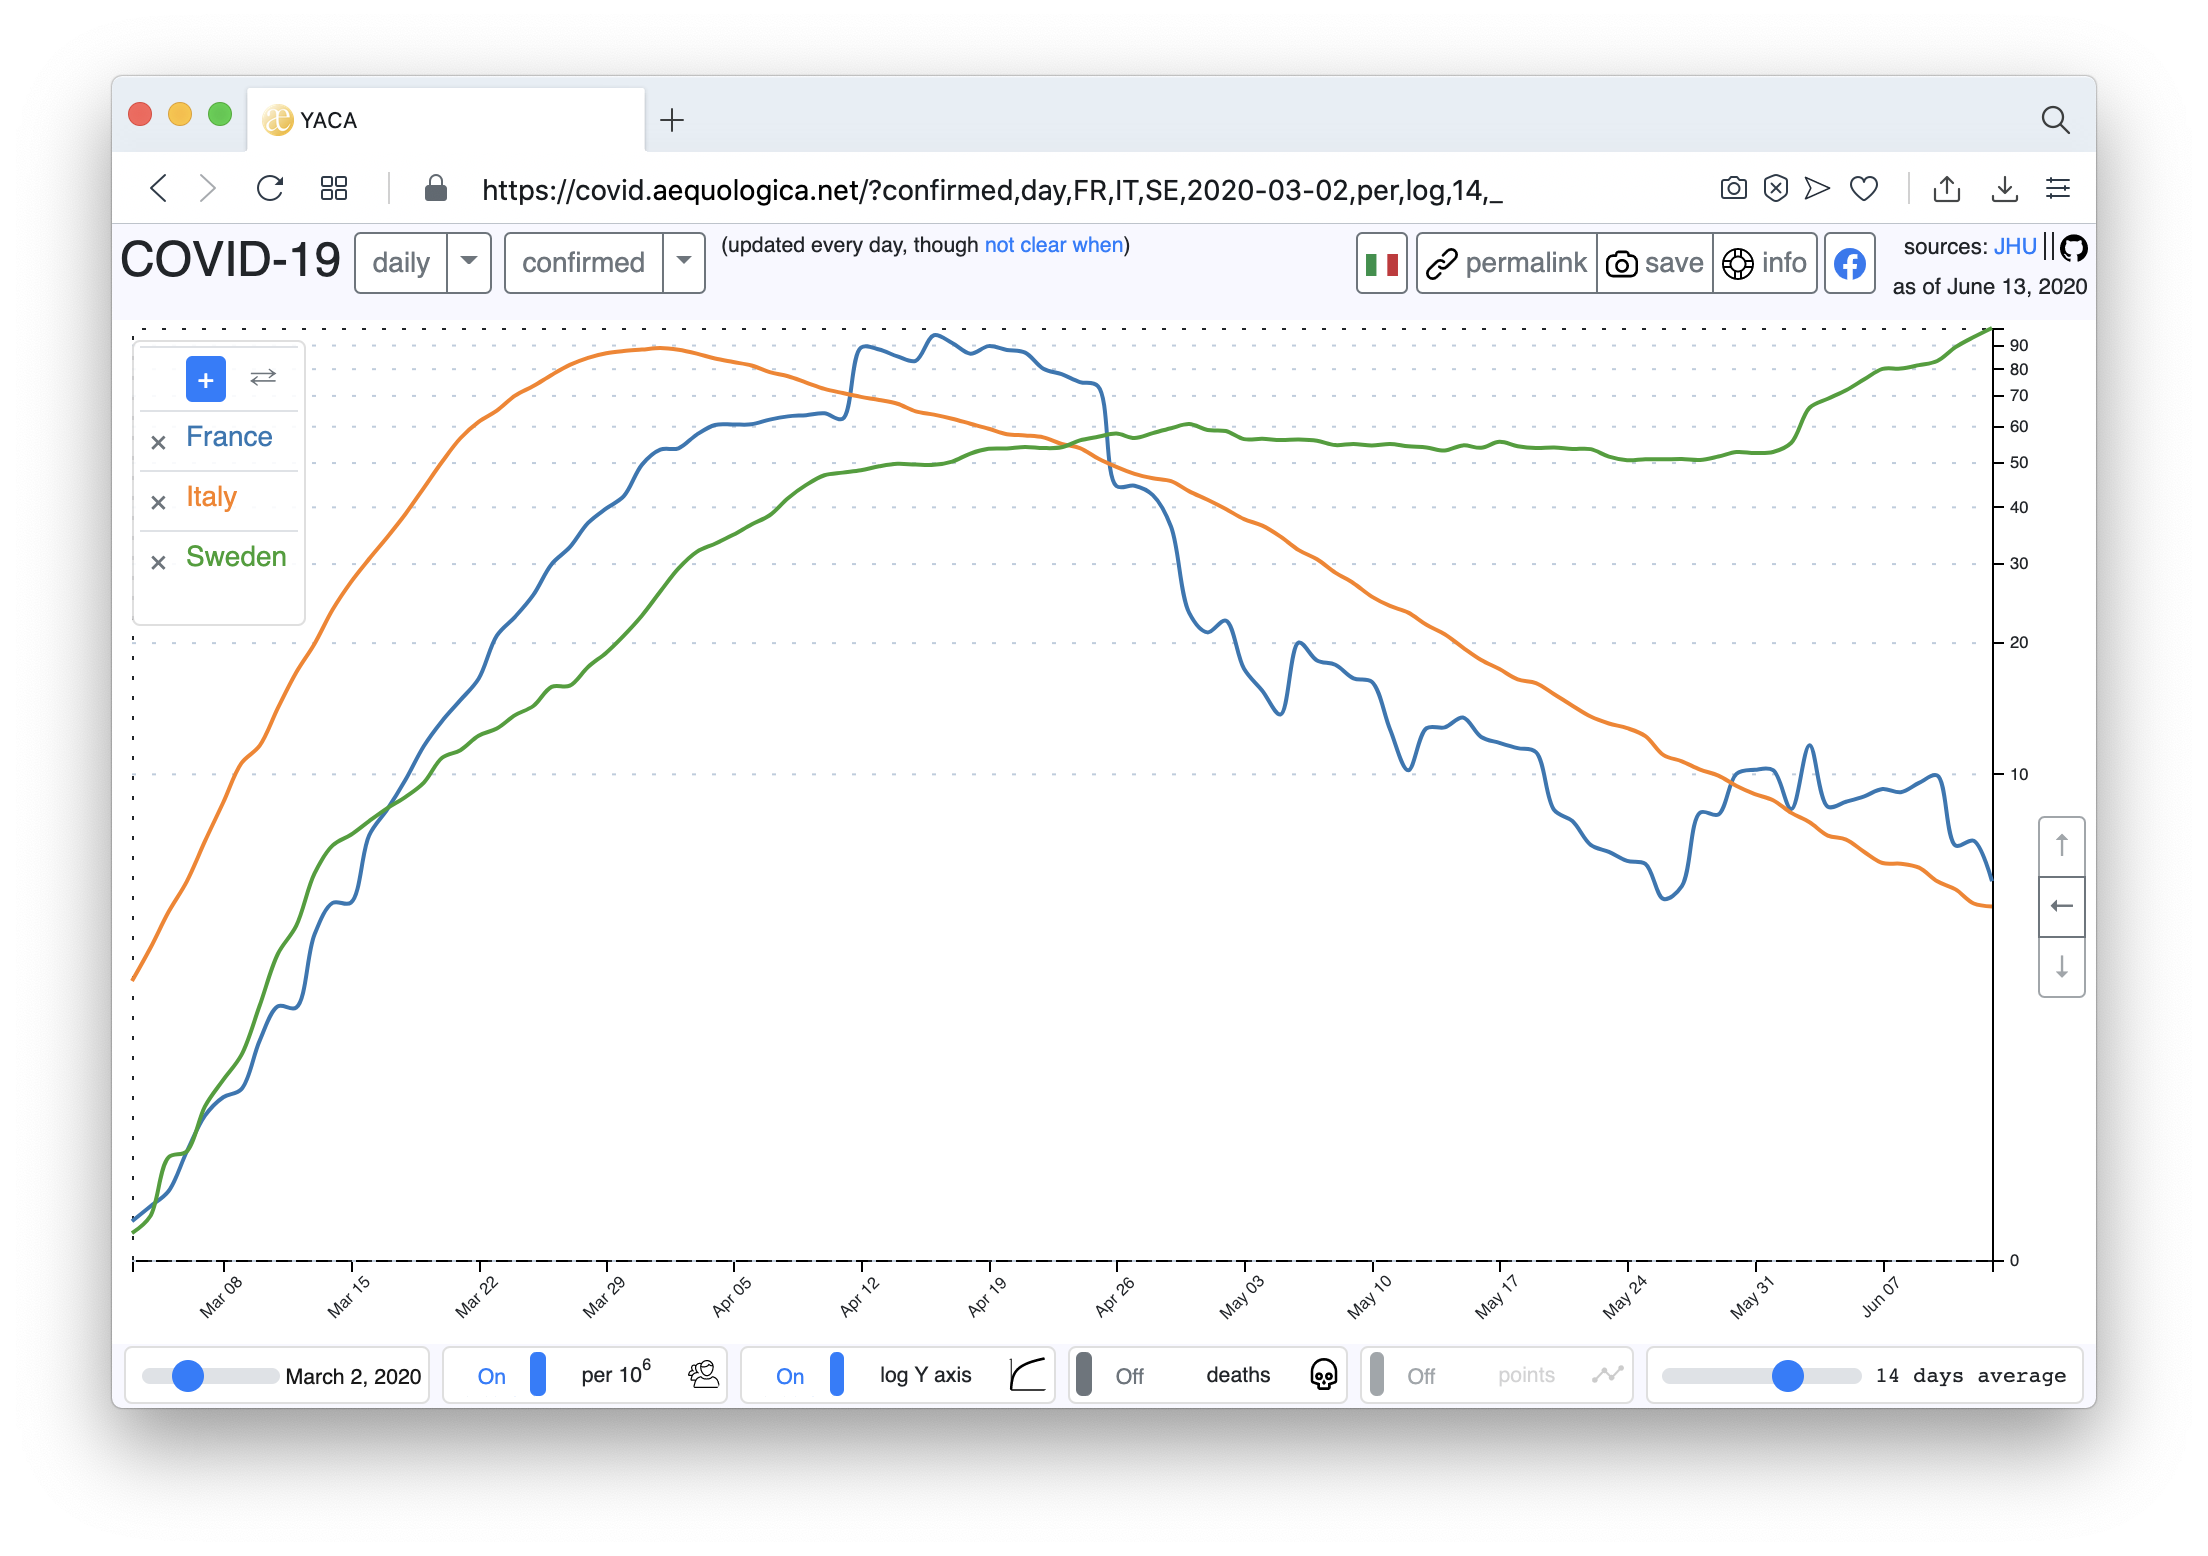 YACA
https://covid.aequologica.net/?confirmed,day,FR,IT,SE,2020-03-02,per,log,14,_
COVID-19 daily confirmed (updated every day, though not clear when) permalink save info sources: JHU ||
as of June 13, 2020
+ ⇄
× France
× Italy
× Sweden
90
80
70
60
50
40
30
20
10
0
↑
←
↓
Mar 08 Mar 15 Mar 22 Mar 29 Apr 05 Apr 12 Apr 19 Apr 26 May 03 May 10 May 17 May 24 May 31 Jun 07
March 2, 2020 On per 10⁶ On log Y axis Off deaths Off points 14 days average